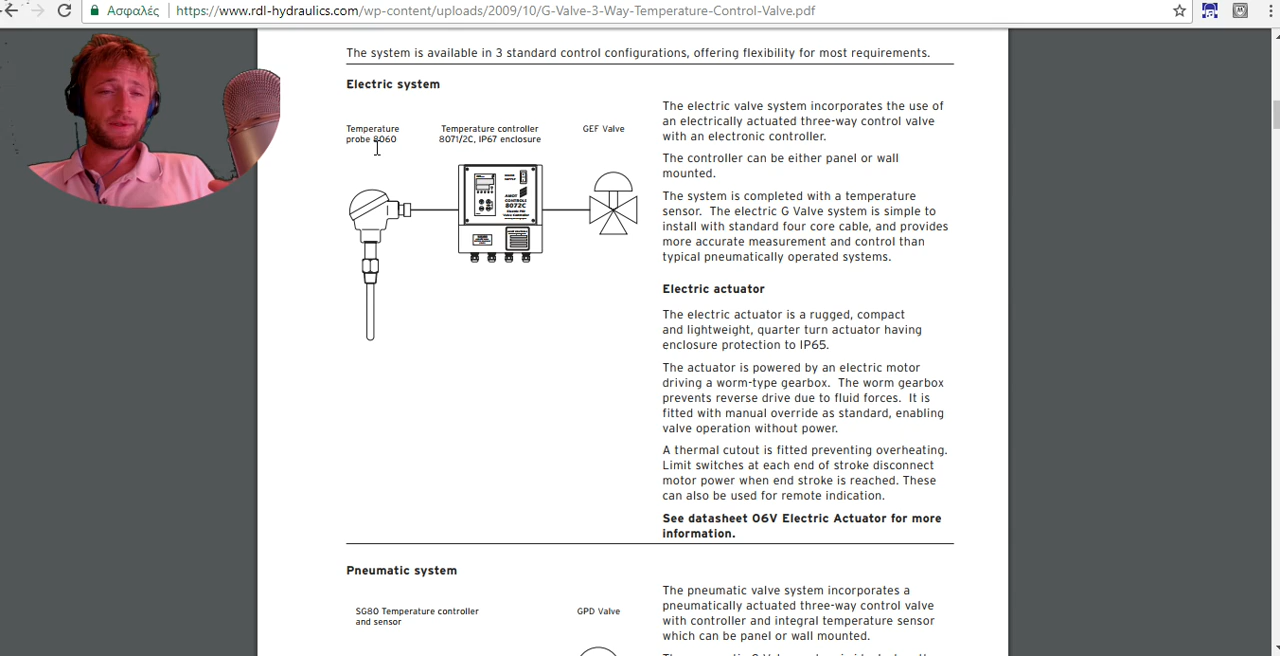 Ασφαλές
https://www.rdl-hydraulics.com/wp-content/uploads/2009/10/G-Valve-3-Way-Temperature-Control-Valve.pdf
The system is available in 3 standard control configurations, offering flexibility for most requirements.
Electric system
Temperature
probe 8060
Temperature controller
8071/2C, IP67 enclosure
GEF Valve
AMOT
CONTROLS
8072C
The electric valve system incorporates the use of
an electrically actuated three-way control valve
with an electronic controller.
The controller can be either panel or wall
mounted.
The system is completed with a temperature
sensor. The electric G Valve system is simple to
install with standard four core cable, and provides
more accurate measurement and control than
typical pneumatically operated systems.
Electric actuator
The electric actuator is a rugged, compact
and lightweight, quarter turn actuator having
enclosure protection to IP65.
The actuator is powered by an electric motor
driving a worm-type gearbox. The worm gearbox
prevents reverse drive due to fluid forces. It is
fitted with manual override as standard, enabling
valve operation without power.
A thermal cutout is fitted preventing overheating.
Limit switches at each end of stroke disconnect
motor power when end stroke is reached. These
can also be used for remote indication.
See datasheet 06V Electric Actuator for more
information.
Pneumatic system
SG80 Temperature controller
and sensor
GPD Valve
The pneumatic valve system incorporates a
pneumatically actuated three-way control valve
with controller and integral temperature sensor
which can be panel or wall mounted.